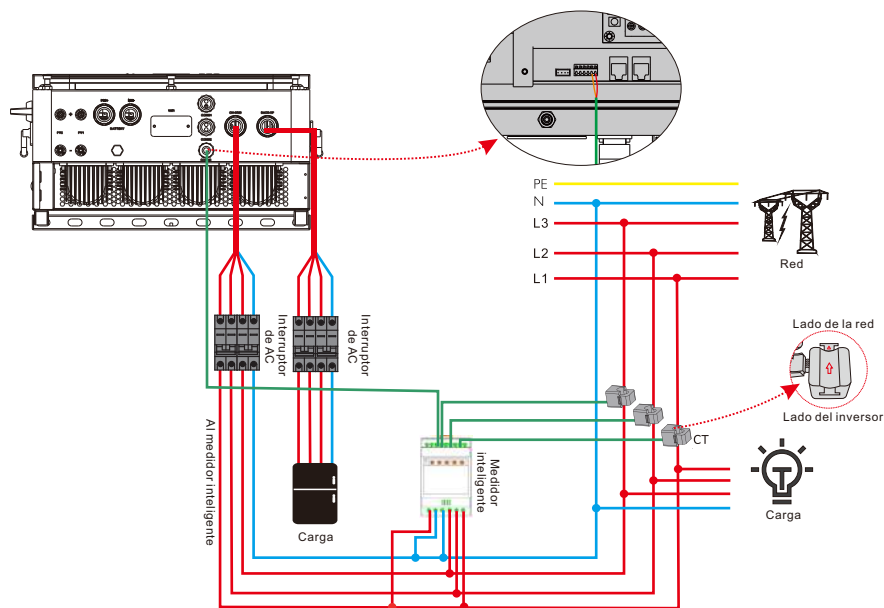 BATTERY
PE
N
L3
L2
L1
Red
Interruptor
de AC
Interruptor
de AC
Lado de la red
Lado del inversor
CT
Al medidor inteligente
Medidor
inteligente
Carga
Carga